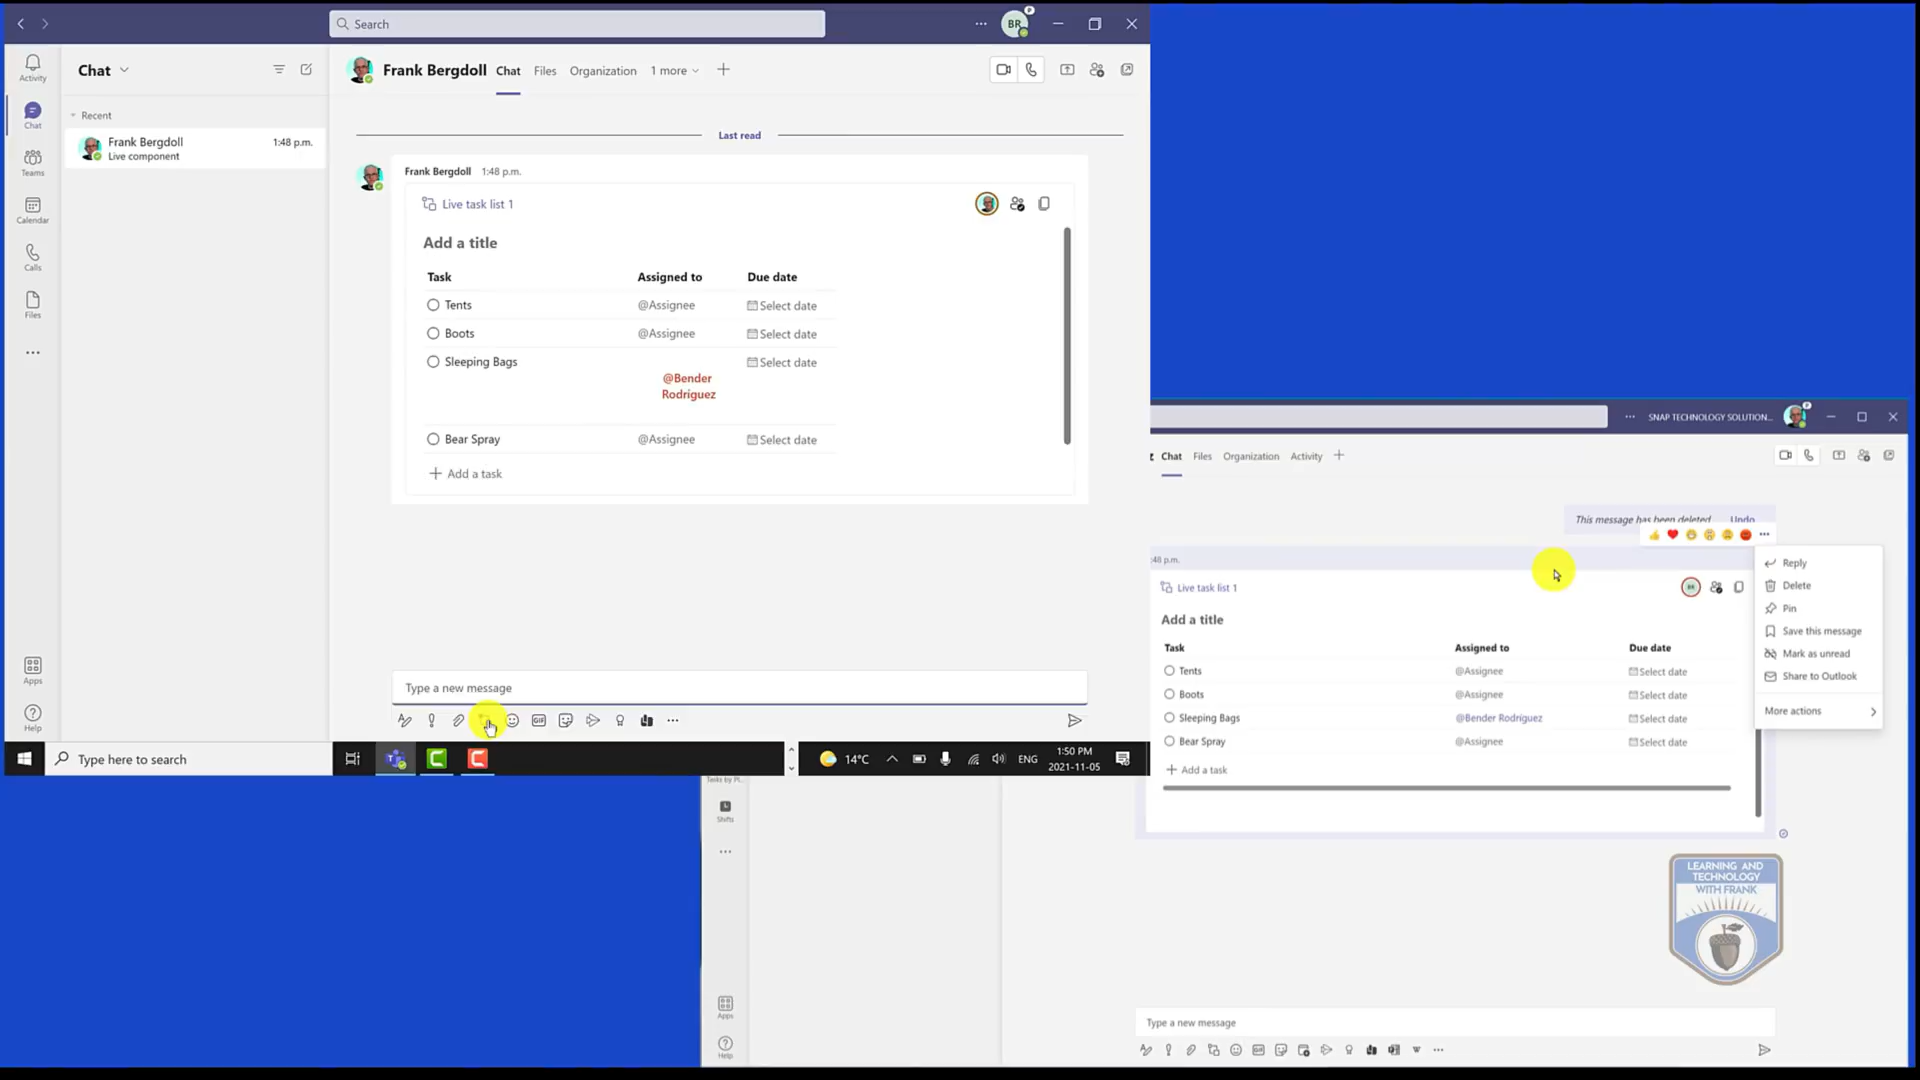 Search
BR
Activity
Chat
Teams
Calendar
Calls
Files
Apps
Help
Chat
Recent
Frank Bergdoll
1:48 p.m.
Live component
Frank Bergdoll
Chat
Files
Organization
1 more
Last read
Frank Bergdoll 1:48 p.m.
Live task list 1
Add a title
Task Assigned to Due date
Tents @Assignee Select date
Boots @Assignee Select date
Sleeping Bags Select date
@Bender
Rodriguez
Bear Spray @Assignee Select date
Add a task
Type a new message
GIF
Type here to search
14°C
ENG
1:50 PM
2021-11-05
SNAP TECHNOLOGY SOLUTION...
Chat Files Organization Activity
This message has been deleted Undo
:48 p.m.
Live task list 1
Add a title
Task Assigned to Due date
Tents @Assignee Select date
Boots @Assignee Select date
Sleeping Bags @Bender Rodriguez Select date
Bear Spray @Assignee Select date
Add a task
Reply
Delete
Pin
Save this message
Mark as unread
Share to Outlook
More actions
Tasks by Pl...
Shifts
Apps
Help
LEARNING AND
TECHNOLOGY
WITH FRANK
Type a new message